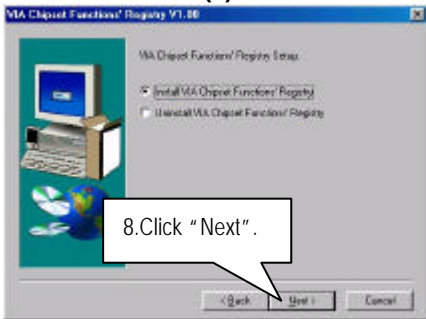 VIA Chipset Functions' Registry V1.00
VIA Chipset Functions' Registry Setup.
Install VIA Chipset Functions' Registry
Uninstall VIA Chipset Functions' Registry
8.Click “Next”.
< Back Next > Cancel